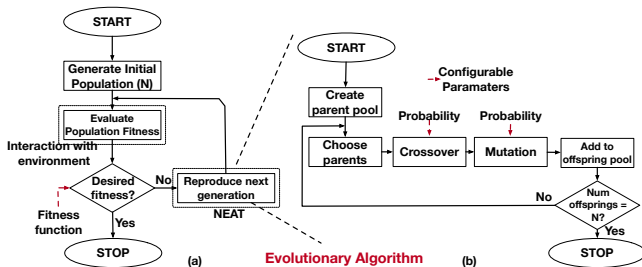 START
Generate Initial
Population (N)
Evaluate
Population Fitness
Interaction with
environment
Desired
fitness?
No
Reproduce next
generation
NEAT
Fitness
function
Yes
STOP
(a)
Evolutionary Algorithm
START
Configurable
Paramaters
Create
parent pool
Probability
Probability
Choose
parents
Crossover
Mutation
Add to
offspring pool
No
Num
offsprings =
N?
Yes
STOP
(b)